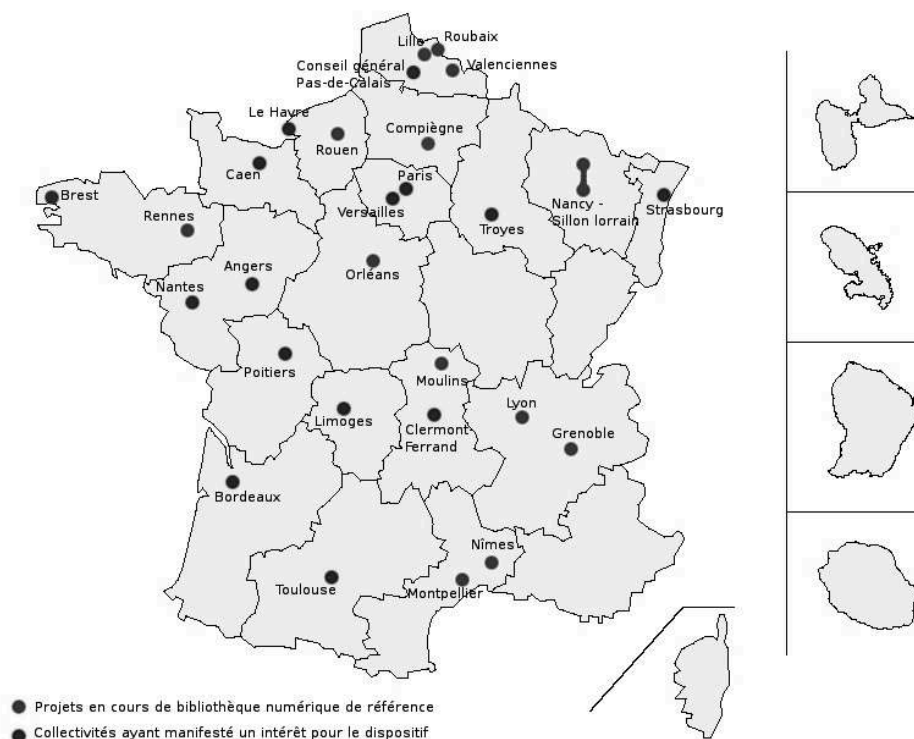 Roubaix
Lille
Conseil général
Pas-de-Calais
Valenciennes
Le Havre
Rouen
Compiègne
Caen
Paris
Versailles
Brest
Rennes
Troyes
Nancy -
Sillon lorrain
Strasbourg
Angers
Nantes
Orléans
Poitiers
Moulins
Limoges
Clermont
Ferrand
Lyon
Grenoble
Bordeaux
Nîmes
Toulouse
Montpellier
Projets en cours de bibliothèque numérique de référence
Collectivités ayant manifesté un intérêt pour le dispositif